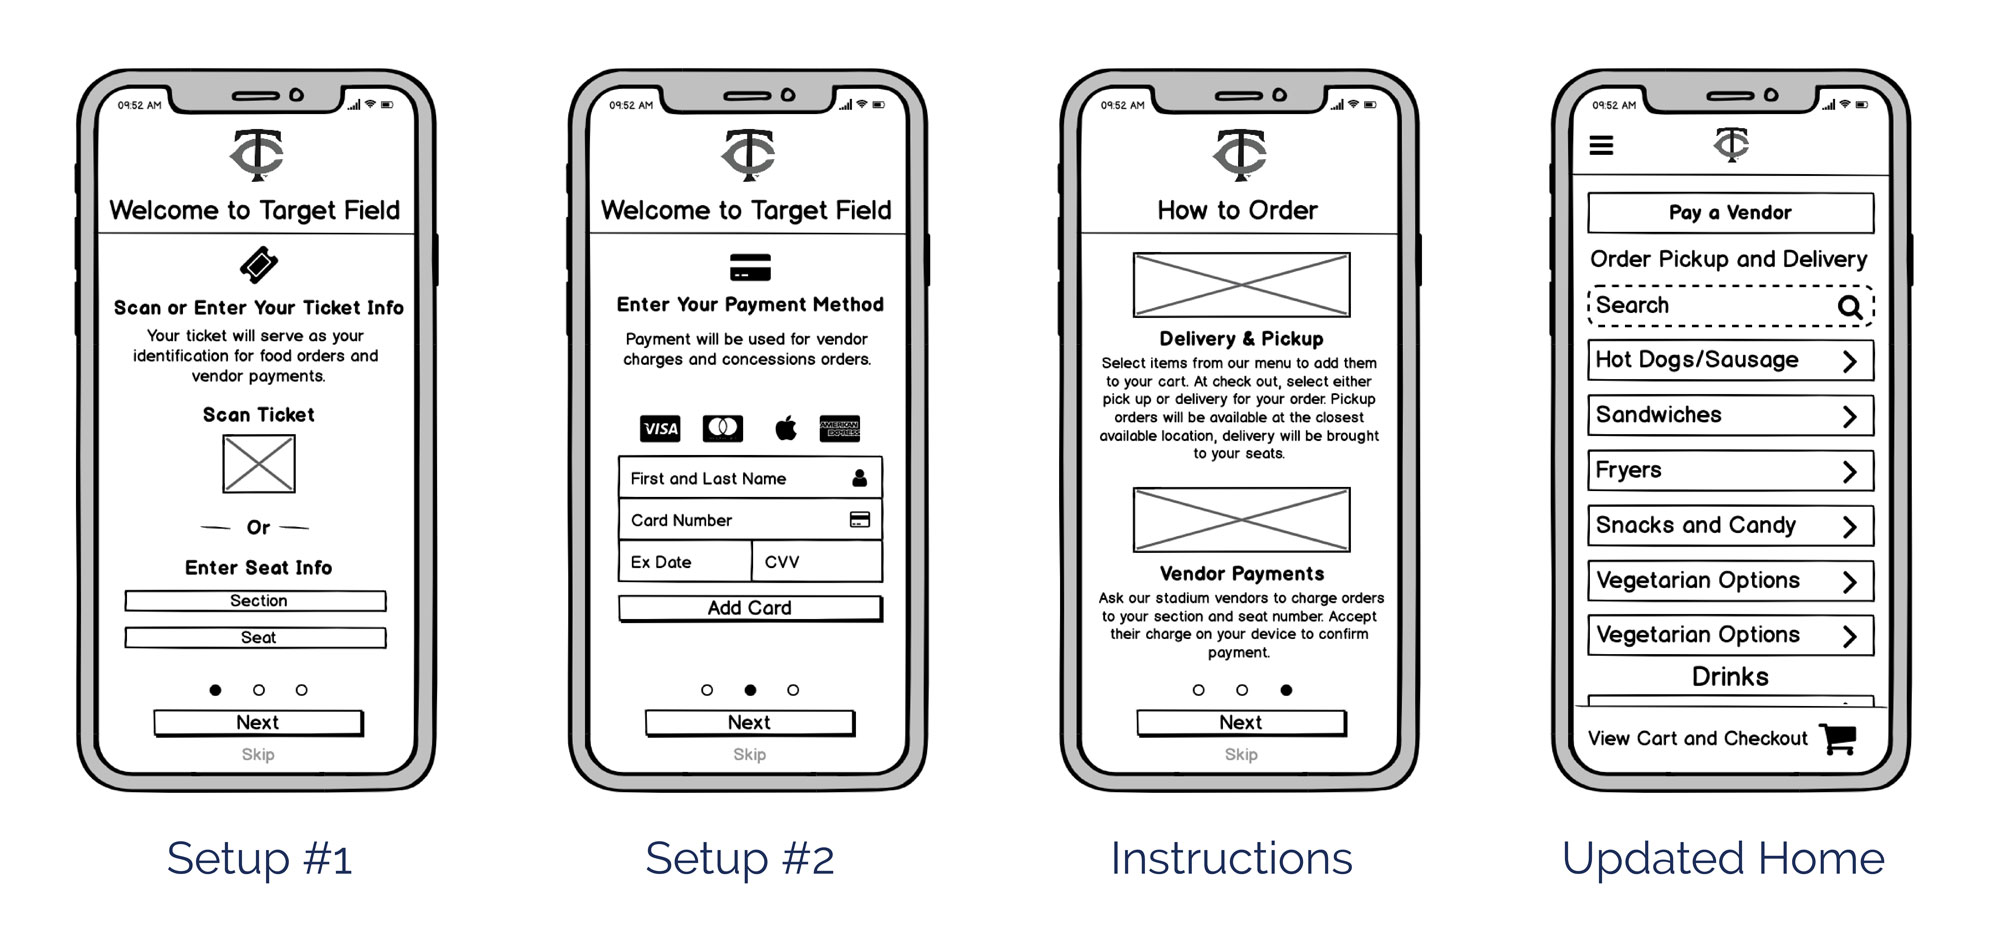 09:52 AM
TC
Welcome to Target Field
Scan or Enter Your Ticket Info
Your ticket will serve as your
identification for food orders and
vendor payments.
Scan Ticket
Or
Enter Seat Info
Section
Seat
Next
Skip
Setup #1
09:52 AM
TC
Welcome to Target Field
Enter Your Payment Method
Payment will be used for vendor
charges and concessions orders.
VISA
AMERICAN
EXPRESS
First and Last Name
Card Number
Ex Date
CVV
Add Card
Next
Skip
Setup #2
09:52 AM
TC
How to Order
Delivery & Pickup
Select items from our menu to add them
to your cart. At check out, select either
pick up or delivery for your order. Pickup
orders will be available at the closest
available location, delivery will be brought
to your seats.
Vendor Payments
Ask our stadium vendors to charge orders
to your section and seat number. Accept
their charge on your device to confirm
payment.
Next
Skip
Instructions
09:52 AM
TC
Pay a Vendor
Order Pickup and Delivery
Search
Hot Dogs/Sausage
Sandwiches
Fryers
Snacks and Candy
Vegetarian Options
Vegetarian Options
Drinks
View Cart and Checkout
Updated Home